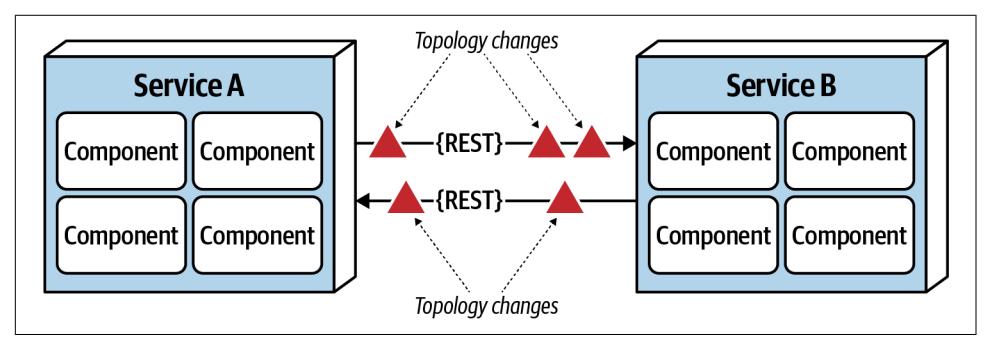 Topology changes
Service A
Service B
Component Component
Component Component
{REST}
{REST}
Component Component
Component Component
Topology changes